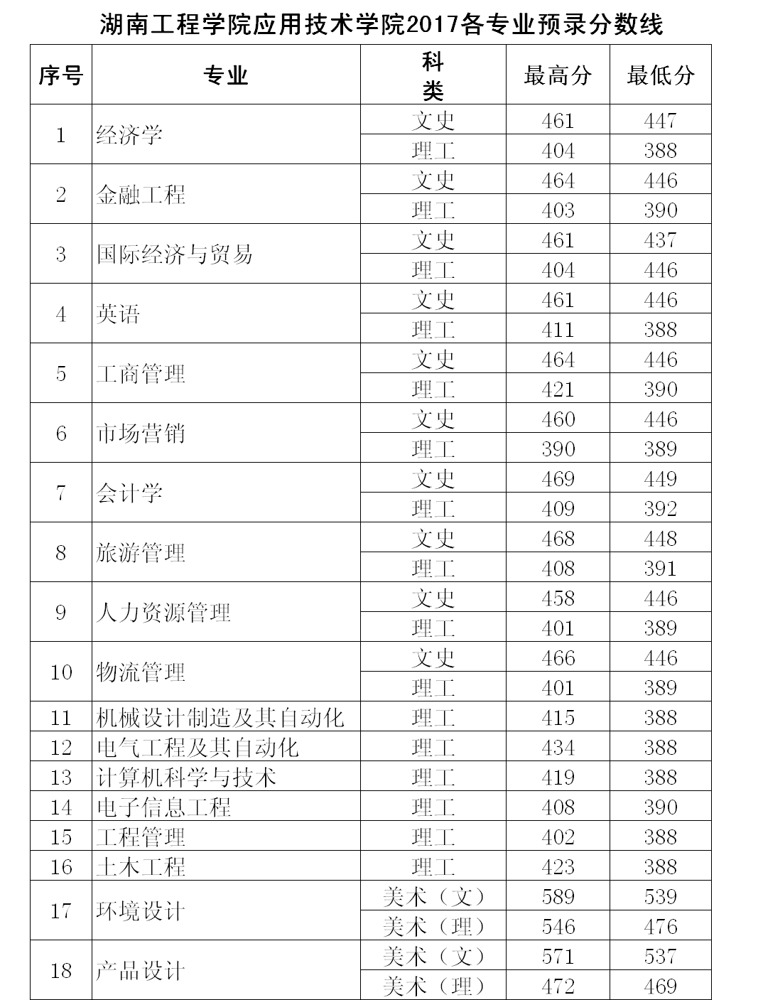 湖南工程学院应用技术学院2017各专业预录分数线
序号 专业 科类 最高分 最低分
1 经济学 文史 461 447
理工 404 388
2 金融工程 文史 464 446
理工 403 390
3 国际经济与贸易 文史 461 437
理工 404 446
4 英语 文史 461 446
理工 411 388
5 工商管理 文史 464 446
理工 421 390
6 市场营销 文史 460 446
理工 390 389
7 会计学 文史 469 449
理工 409 392
8 旅游管理 文史 468 448
理工 408 391
9 人力资源管理 文史 458 446
理工 401 389
10 物流管理 文史 466 446
理工 401 389
11 机械设计制造及其自动化 理工 415 388
12 电气工程及其自动化 理工 434 388
13 计算机科学与技术 理工 419 388
14 电子信息工程 理工 408 390
15 工程管理 理工 402 388
16 土木工程 理工 423 388
17 环境设计 美术（文） 589 539
美术（理） 546 476
18 产品设计 美术（文） 571 537
美术（理） 472 469